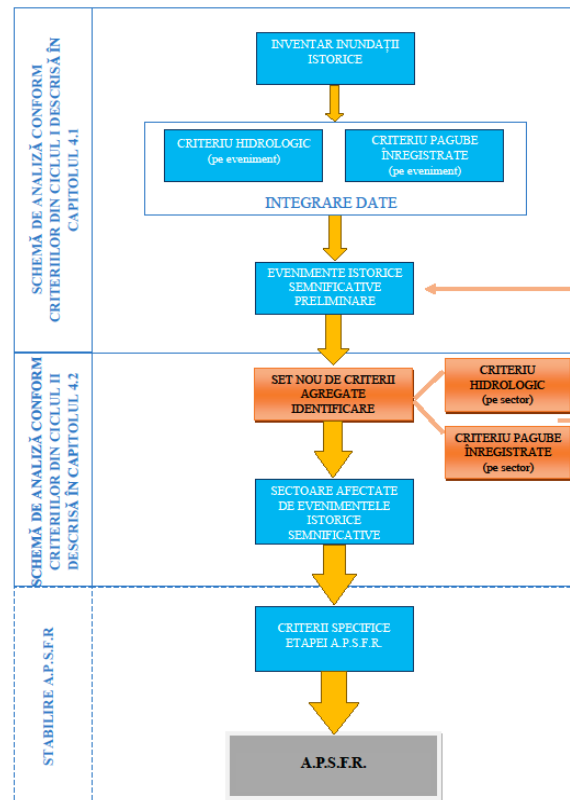 SCHEMĂ DE ANALIZĂ CONFORM
CRITERIILOR DIN CICLUL I DESCRISĂ ÎN
CAPITOLUL 4.1
INVENTAR INUNDAȚII
ISTORICE
CRITERIU HIDROLOGIC
(pe eveniment)
CRITERIU PAGUBE
ÎNREGISTRATE
(pe eveniment)
INTEGRARE DATE
EVENIMENTE ISTORICE
SEMNIFICATIVE
PRELIMINARE
SCHEMĂ DE ANALIZĂ CONFORM
CRITERIILOR DIN CICLUL II
DESCRISĂ ÎN CAPITOLUL 4.2
SET NOU DE CRITERII
AGREGATE
IDENTIFICARE
CRITERIU
HIDROLOGIC
(pe sector)
CRITERIU PAGUBE
ÎNREGISTRATE
(pe sector)
SECTOARE AFECTATE
DE EVENIMENTELE
ISTORICE
SEMNIFICATIVE
STABILIRE A.P.S.F.R
CRITERII SPECIFICE
ETAPEI A.P.S.F.R.
A.P.S.F.R.